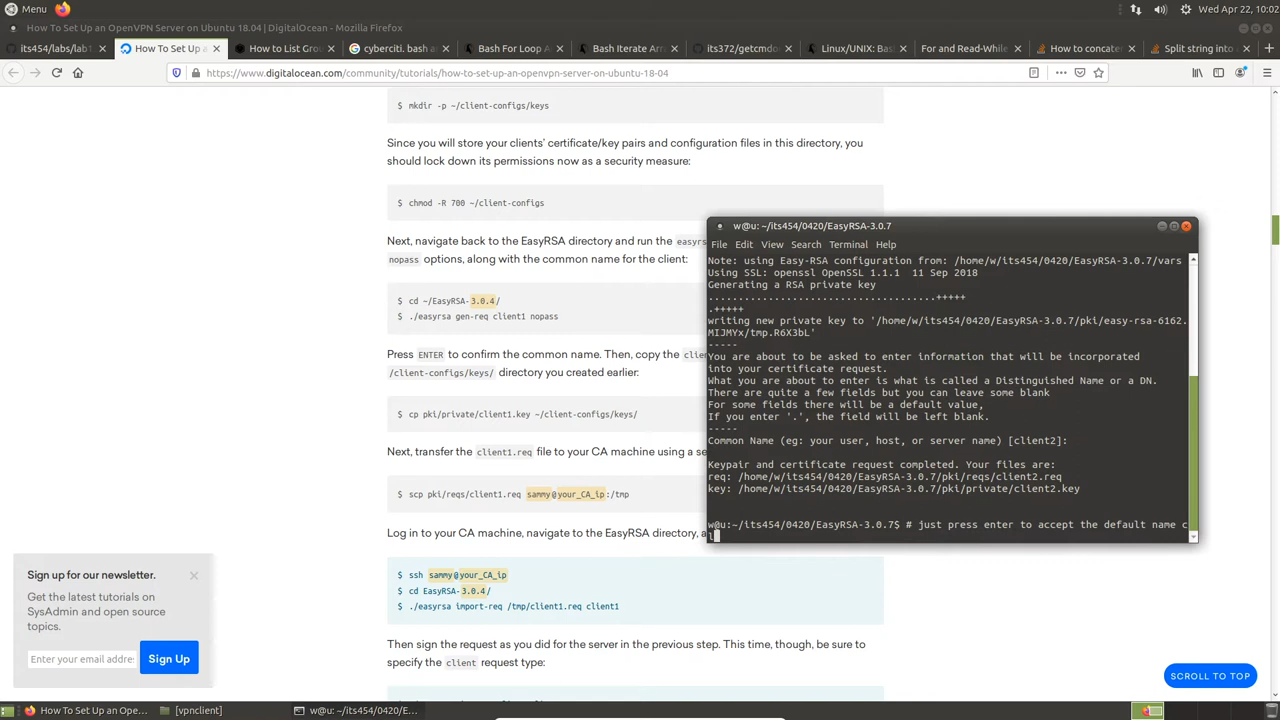 Menu
Wed Apr 22, 10:02
How To Set Up an OpenVPN Server on Ubuntu 18.04 | DigitalOcean - Mozilla Firefox
its454/labs/lab1
How To Set Up a
How to List Grou
cyberciti. bash a
Bash For Loop A
Bash Iterate Arra
its372/getcmdo
Linux/UNIX: Bas
For and Read-While
How to concater
Split string into a
https://www.digitalocean.com/community/tutorials/how-to-set-up-an-openvpn-server-on-ubuntu-18-04
$ mkdir -p ~/client-configs/keys
Since you will store your clients' certificate/key pairs and configuration files in this directory, you
should lock down its permissions now as a security measure:
$ chmod -R 700 ~/client-configs
Next, navigate back to the EasyRSA directory and run the easyrs
nopass options, along with the common name for the client:
$ cd ~/EasyRSA-3.0.4/
$ ./easyrsa gen-req client1 nopass
Press ENTER to confirm the common name. Then, copy the clie
/client-configs/keys/ directory you created earlier:
$ cp pki/private/client1.key ~/client-configs/keys/
Next, transfer the client1.req file to your CA machine using a se
$ scp pki/reqs/client1.req sammy@your_CA_ip:/tmp
Log in to your CA machine, navigate to the EasyRSA directory, a
$ ssh sammy@your_CA_ip
$ cd EasyRSA-3.0.4/
$ ./easyrsa import-req /tmp/client1.req client1
Then sign the request as you did for the server in the previous step. This time, though, be sure to
specify the client request type:
w@u: ~/its454/0420/EasyRSA-3.0.7
File Edit View Search Terminal Help
Note: using Easy-RSA configuration from: /home/w/its454/0420/EasyRSA-3.0.7/vars
Using SSL: openssl OpenSSL 1.1.1  11 Sep 2018
Generating a RSA private key
......................................+++++
.+++++
writing new private key to '/home/w/its454/0420/EasyRSA-3.0.7/pki/easy-rsa-6162.
MIJMYx/tmp.R6X3bL'
-----
You are about to be asked to enter information that will be incorporated
into your certificate request.
What you are about to enter is what is called a Distinguished Name or a DN.
There are quite a few fields but you can leave some blank
For some fields there will be a default value,
If you enter '.', the field will be left blank.
-----
Common Name (eg: your user, host, or server name) [client2]:
Keypair and certificate request completed. Your files are:
req: /home/w/its454/0420/EasyRSA-3.0.7/pki/reqs/client2.req
key: /home/w/its454/0420/EasyRSA-3.0.7/pki/private/client2.key
w@u:~/its454/0420/EasyRSA-3.0.7$ # just press enter to accept the default name c
l
Sign up for our newsletter.
Get the latest tutorials on
SysAdmin and open source
topics.
Enter your email addre
Sign Up
SCROLL TO TOP
How To Set Up an Ope...
[vpnclient]
w@u: ~/its454/0420/E...